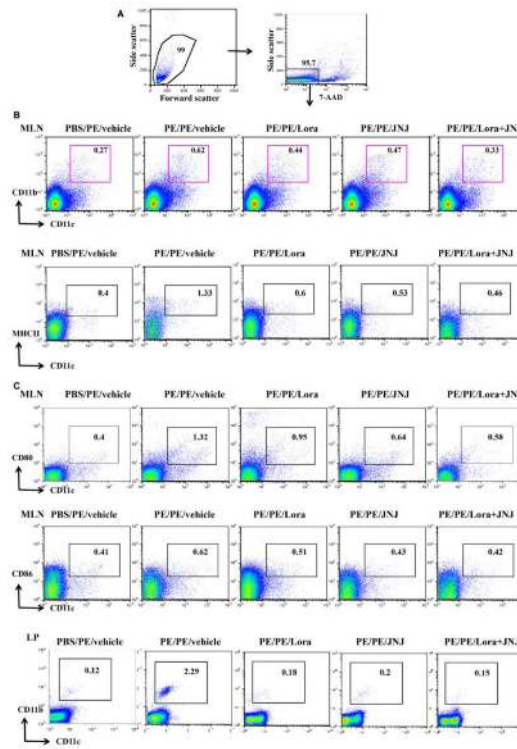 A
Side scatter
99
Forward scatter
Side scatter
95.7
7-AAD
B
MLN PBS/PE/vehicle PE/PE/vehicle PE/PE/Lora PE/PE/JNJ PE/PE/Lora+JNJ
0.27 0.62 0.44 0.47 0.33
CD11b
CD11c
MLN PBS/PE/vehicle PE/PE/vehicle PE/PE/Lora PE/PE/JNJ PE/PE/Lora+JNJ
0.4 1.33 0.6 0.53 0.46
MHCII
CD11c
C
MLN PBS/PE/vehicle PE/PE/vehicle PE/PE/Lora PE/PE/JNJ PE/PE/Lora+JNJ
0.4 1.32 0.95 0.64 0.58
CD80
CD11c
MLN PBS/PE/vehicle PE/PE/vehicle PE/PE/Lora PE/PE/JNJ PE/PE/Lora+JNJ
0.41 0.62 0.51 0.43 0.42
CD86
CD11c
LP PBS/PE/vehicle PE/PE/vehicle PE/PE/Lora PE/PE/JNJ PE/PE/Lora+JNJ
0.12 2.29 0.18 0.2 0.15
CD11b
CD11c